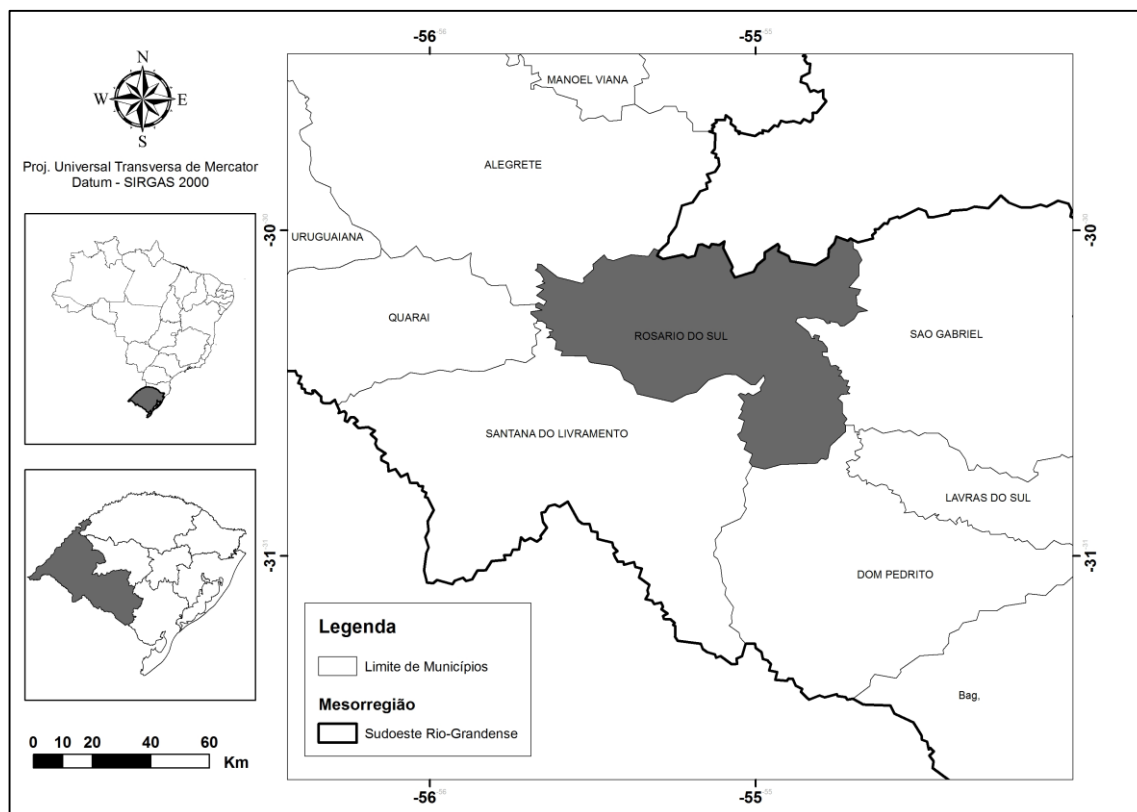 N
W
E
S
Proj. Universal Transversa de Mercator
Datum - SIRGAS 2000
0 10 20 40 60
Km
-56
-55
-56
-55
-30
-31
-30
-31
MANOEL VIANA
ALEGRETE
URUGUAIANA
QUARAI
ROSARIO DO SUL
SAO GABRIEL
SANTANA DO LIVRAMENTO
LAVRAS DO SUL
DOM PEDRITO
Bag,
Legenda
Limite de Municípios
Mesorregião
Sudoeste Rio-Grandense